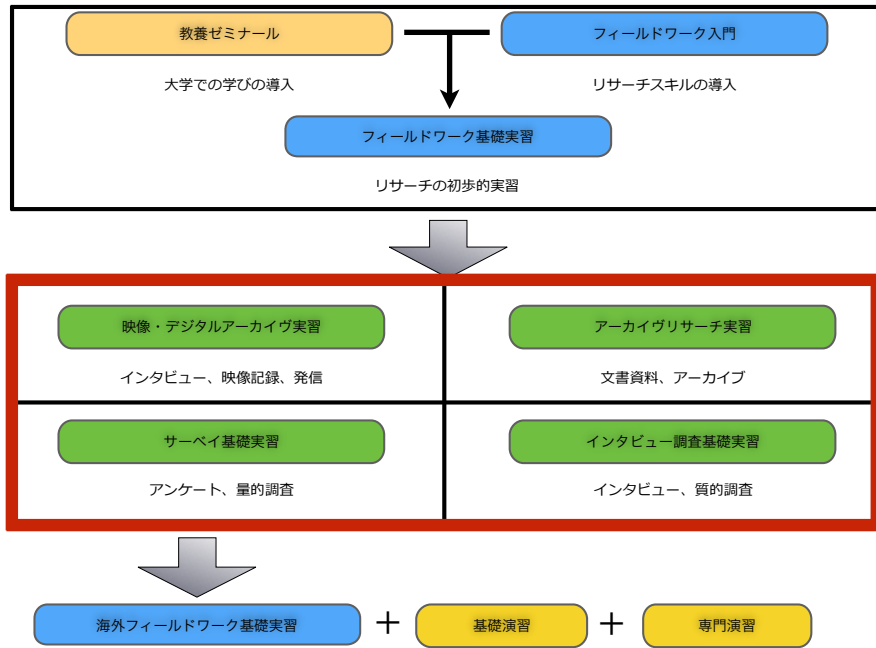 教養ゼミナール
フィールドワーク入門
大学での学びの導入
リサーチスキルの導入
フィールドワーク基礎実習
リサーチの初歩的実習
映像・デジタルアーカイヴ実習
アーカイヴリサーチ実習
インタビュー、映像記録、発信
文書資料、アーカイブ
サーベイ基礎実習
インタビュー調査基礎実習
アンケート、量的調査
インタビュー、質的調査
海外フィールドワーク基礎実習
+
基礎演習
+
専門演習